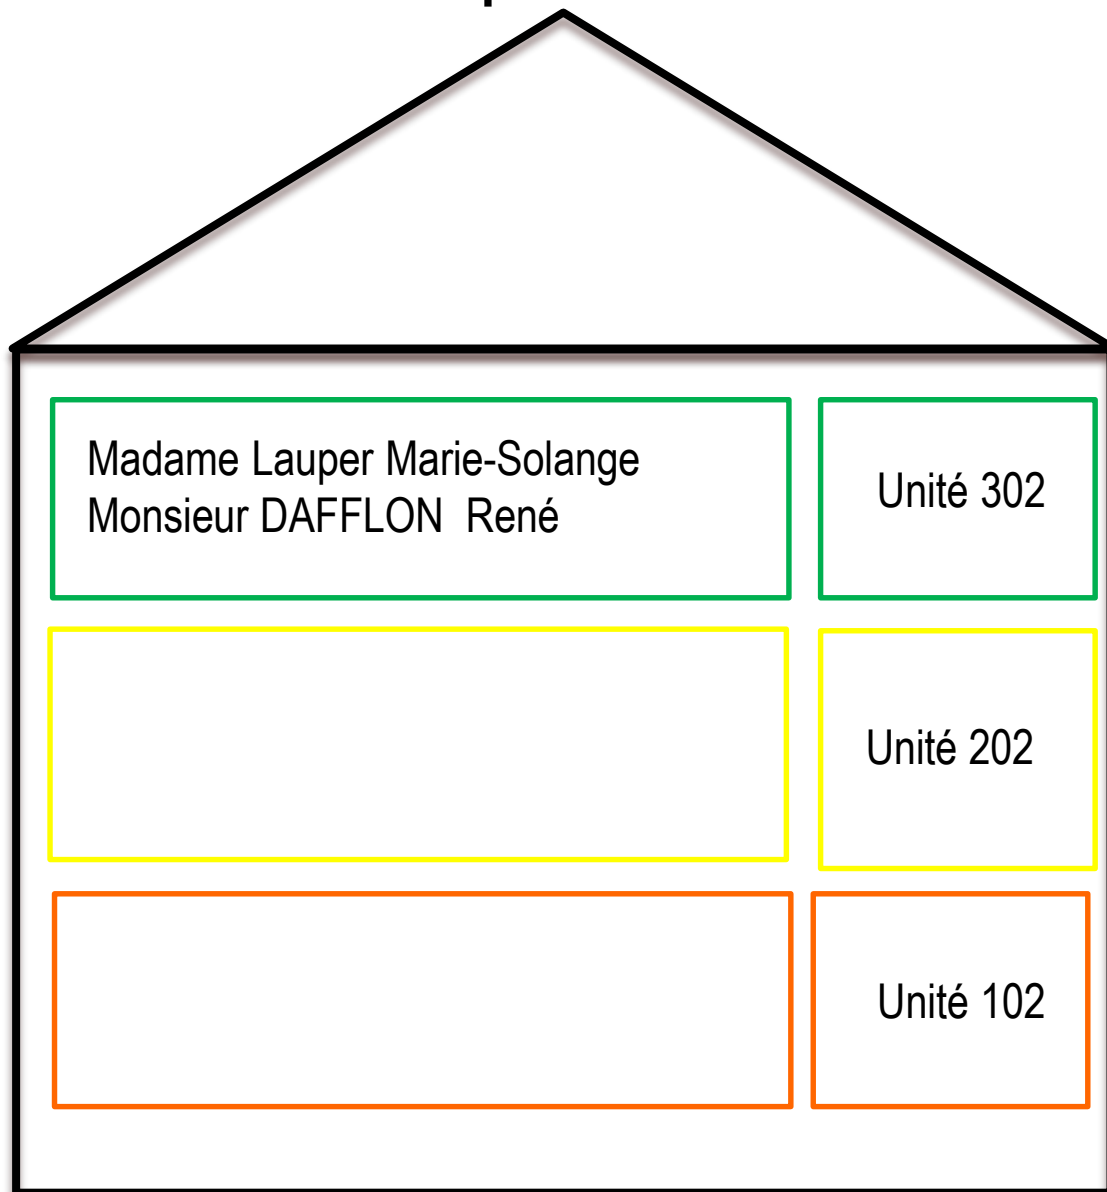 Madame Lauper Marie-Solange
Monsieur DAFFLON  René
Unité 302
Unité 202
Unité 102